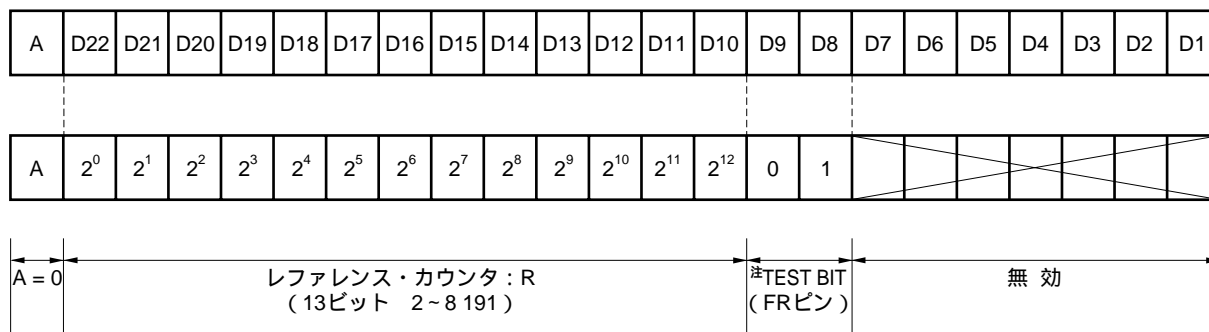 A D22 D21 D20 D19 D18 D17 D16 D15 D14 D13 D12 D11 D10 D9 D8 D7 D6 D5 D4 D3 D2 D1
A 2⁰ 2¹ 2² 2³ 2⁴ 2⁵ 2⁶ 2⁷ 2⁸ 2⁹ 2¹⁰ 2¹¹ 2¹² 0 1
A = 0 レファレンス・カウンタ:R 注TEST BIT 無 効
(13ビット 2~8 191) (FRピン)